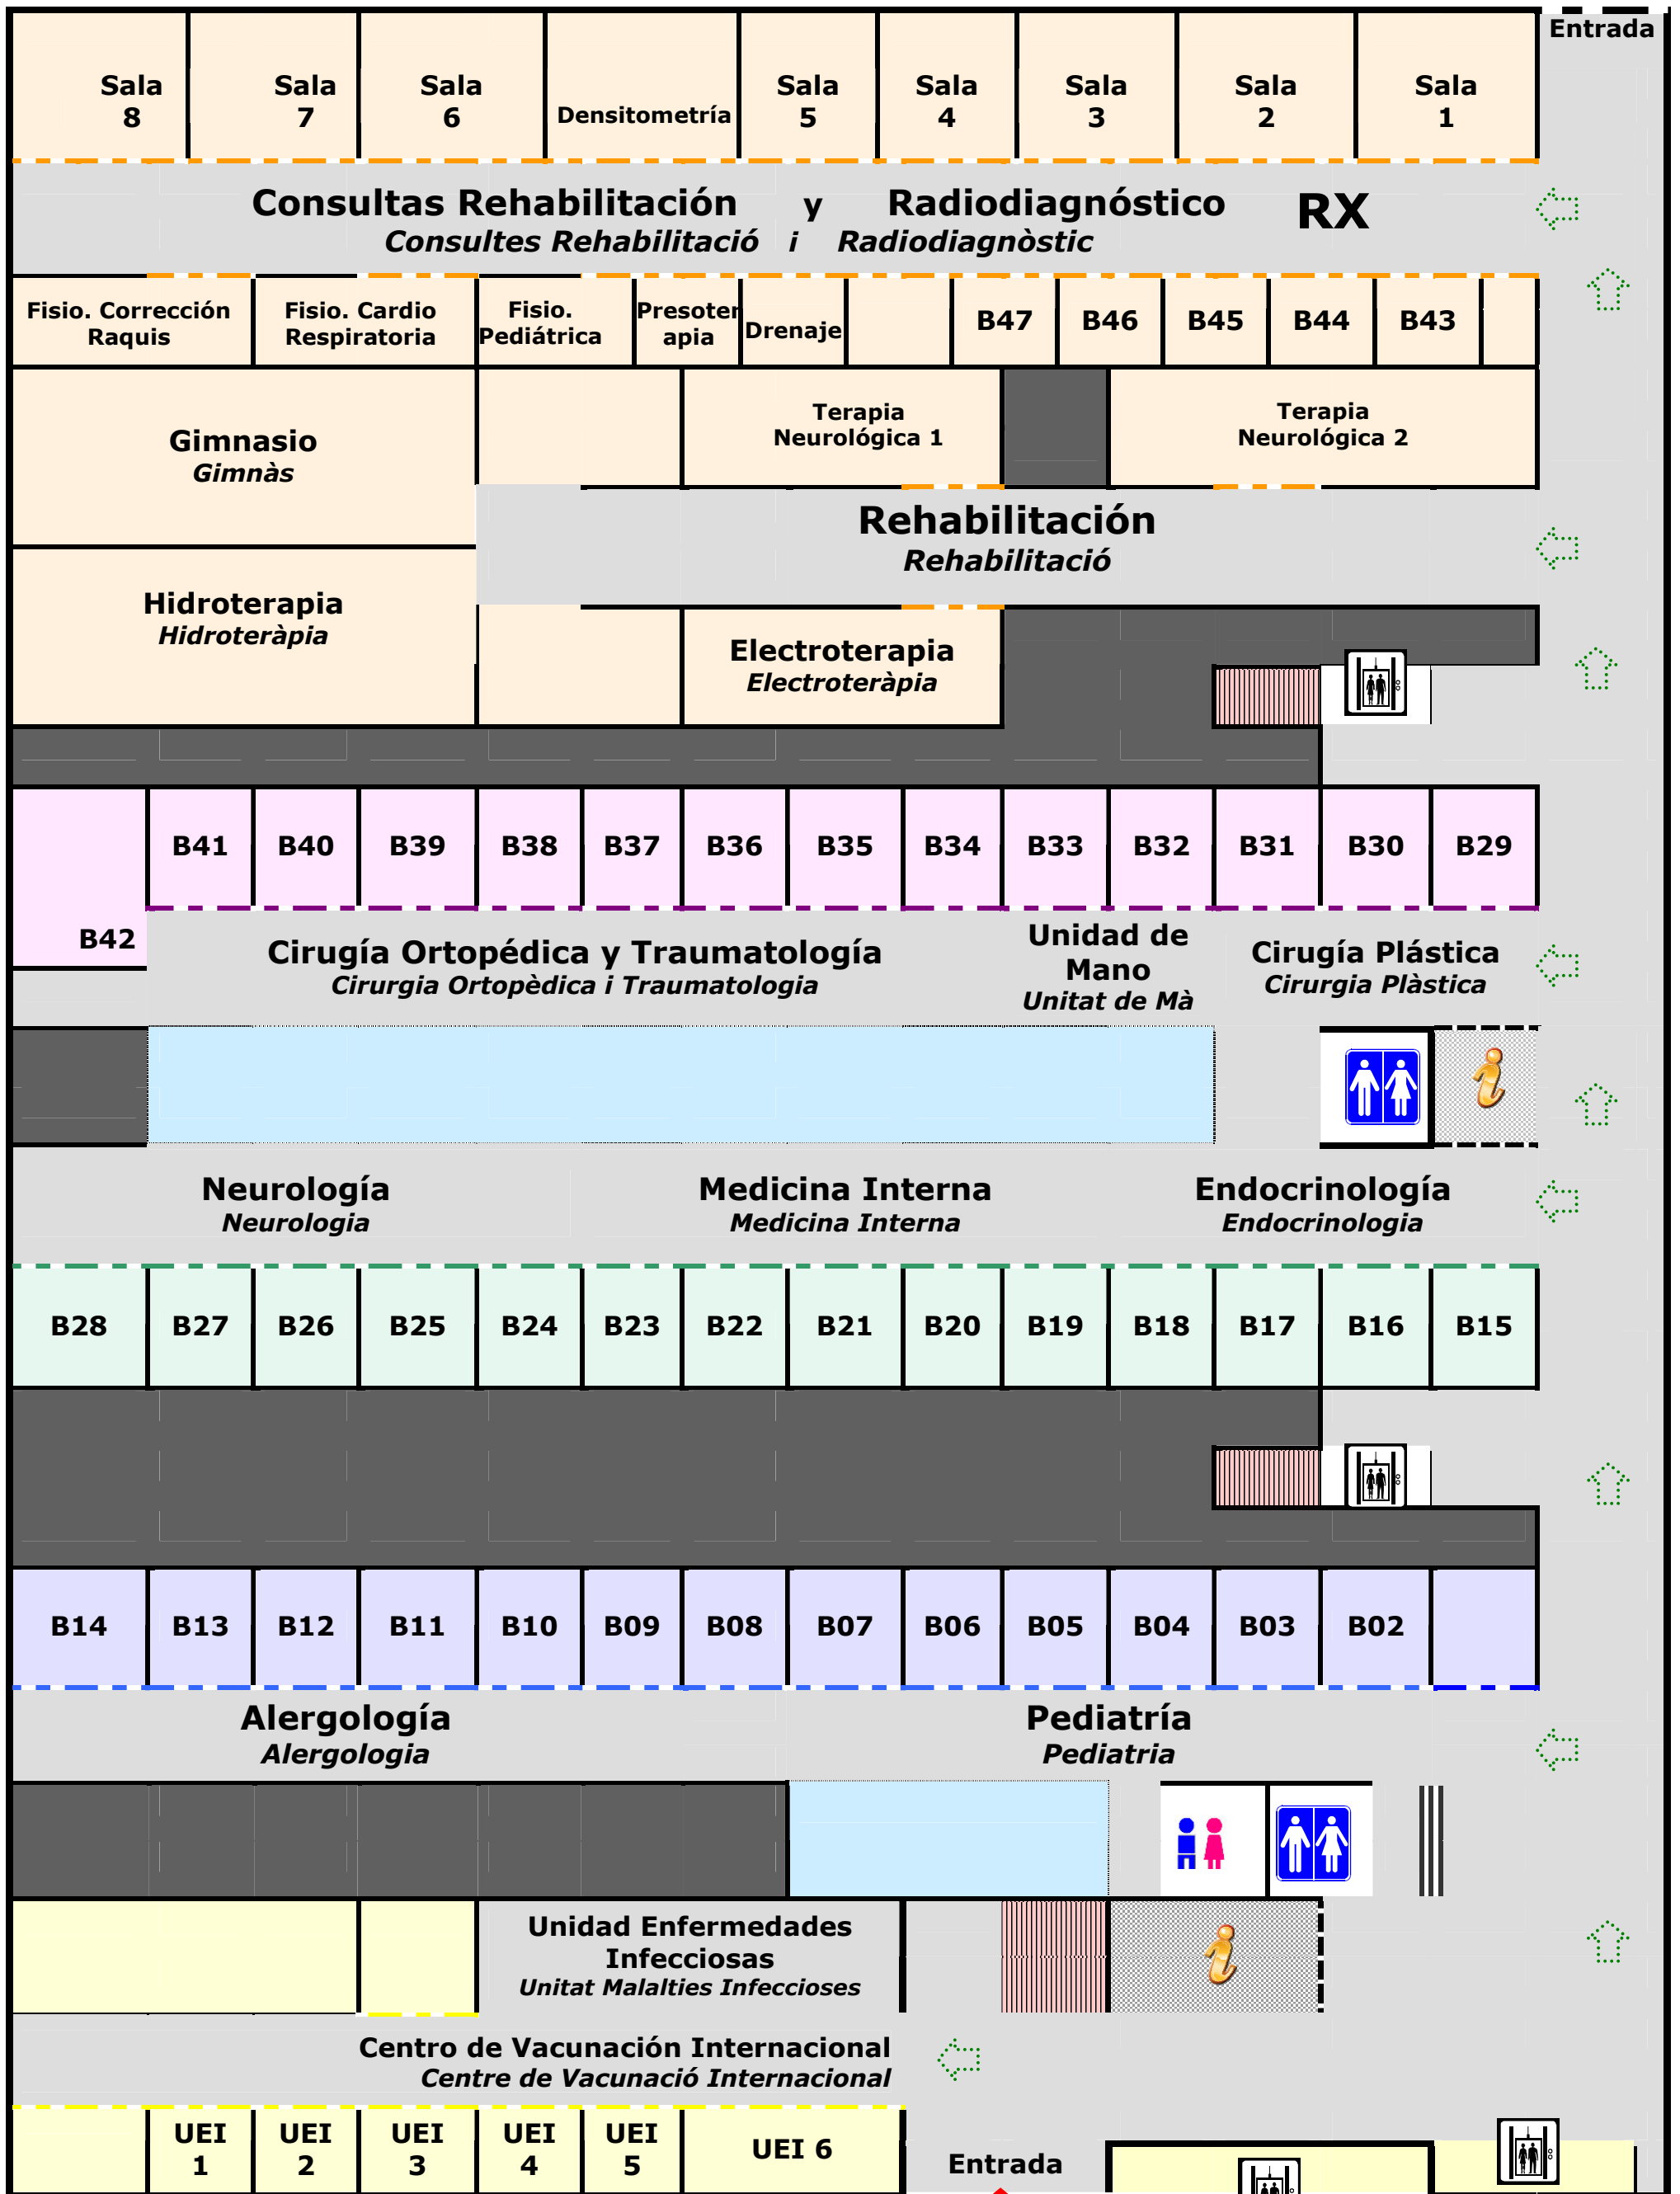 Entrada
Sala
8
Sala
7
Sala
6
Densitometría
Sala
5
Sala
4
Sala
3
Sala
2
Sala
1
Consultas Rehabilitación y Radiodiagnóstico RX
Consultes Rehabilitació i Radiodiagnòstic
Fisio. Corrección
Raquis
Fisio. Cardio
Respiratoria
Fisio.
Pediátrica
Presoter
apia
Drenaje
B47
B46
B45
B44
B43
Gimnasio
Gimnàs
Terapia
Neurológica 1
Terapia
Neurológica 2
Rehabilitación
Rehabilitació
Hidroterapia
Hidroteràpia
Electroterapia
Electroteràpia
B41
B40
B39
B38
B37
B36
B35
B34
B33
B32
B31
B30
B29
B42
Cirugía Ortopédica y Traumatología
Cirurgia Ortopèdica i Traumatologia
Unidad de
Mano
Unitat de Mà
Cirugía Plástica
Cirurgia Plàstica
Neurología
Neurologia
Medicina Interna
Medicina Interna
Endocrinología
Endocrinologia
B28
B27
B26
B25
B24
B23
B22
B21
B20
B19
B18
B17
B16
B15
B14
B13
B12
B11
B10
B09
B08
B07
B06
B05
B04
B03
B02
Alergología
Alergologia
Pediatría
Pediatria
Unidad Enfermedades
Infecciosas
Unitat Malalties Infeccioses
Centro de Vacunación Internacional
Centre de Vacunació Internacional
UEI
1
UEI
2
UEI
3
UEI
4
UEI
5
UEI 6
Entrada